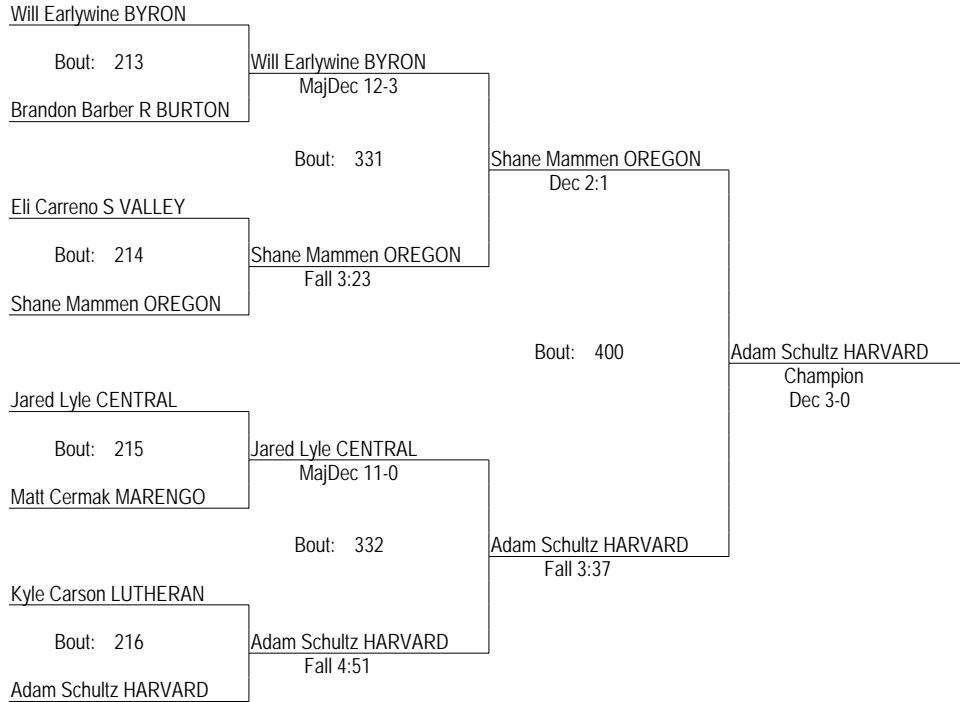 Will Earlywine BYRON
Bout: 213
Will Earlywine BYRON
MajDec 12-3
Brandon Barber R BURTON
Bout: 331
Shane Mammen OREGON
Dec 2:1
Eli Carreno S VALLEY
Bout: 214
Shane Mammen OREGON
Fall 3:23
Shane Mammen OREGON
Bout: 400
Adam Schultz HARVARD
Champion
Dec 3-0
Jared Lyle CENTRAL
Bout: 215
Jared Lyle CENTRAL
MajDec 11-0
Matt Cermak MARENGO
Bout: 332
Adam Schultz HARVARD
Fall 3:37
Kyle Carson LUTHERAN
Bout: 216
Adam Schultz HARVARD
Fall 4:51
Adam Schultz HARVARD